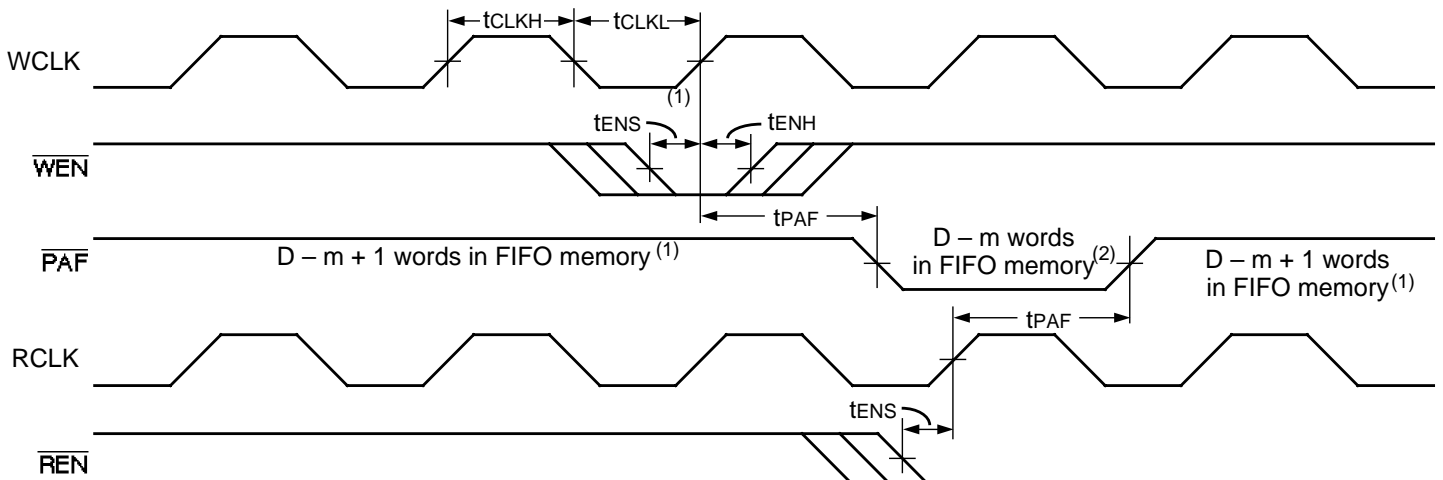 tCLKH tCLKL
WCLK
(1)
tENS tENH
WEN
tPAF
PAF
D – m + 1 words in FIFO memory (1)
D – m words
in FIFO memory (2)
D – m + 1 words
in FIFO memory (1)
tPAF
RCLK
tENS
REN